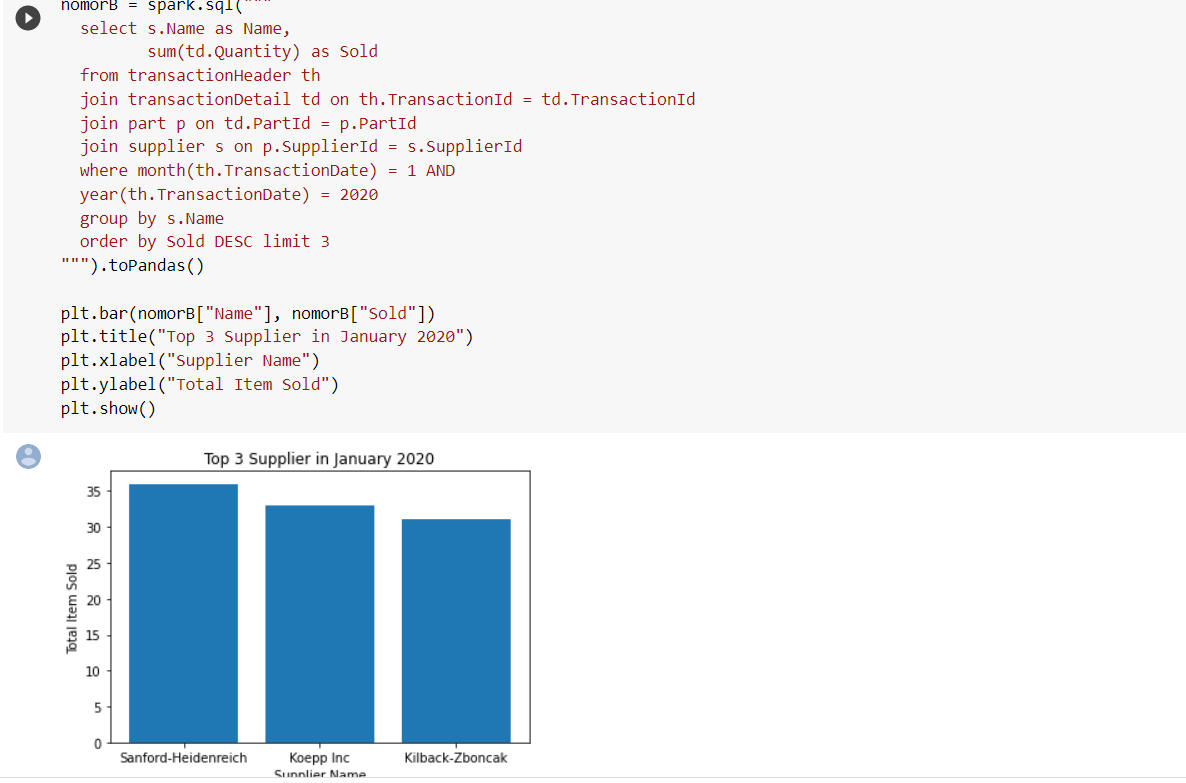 nomorB = spark.sql("""
select s.Name as Name,
sum(td.Quantity) as Sold
from transactionHeader th
join transactionDetail td on th.TransactionId = td.TransactionId
join part p on td.PartId = p.PartId
join supplier s on p.SupplierId = s.SupplierId
where month(th.TransactionDate) = 1 AND
year(th.TransactionDate) = 2020
group by s.Name
order by Sold DESC limit 3
""").toPandas()
plt.bar(nomorB["Name"], nomorB["Sold"])
plt.title("Top 3 Supplier in January 2020")
plt.xlabel("Supplier Name")
plt.ylabel("Total Item Sold")
plt.show()
Top 3 Supplier in January 2020
Total Item Sold
35
30
25
20
15
10
5
0
Sanford-Heidenreich Koepp Inc Kilback-Zboncak
Supplier Name